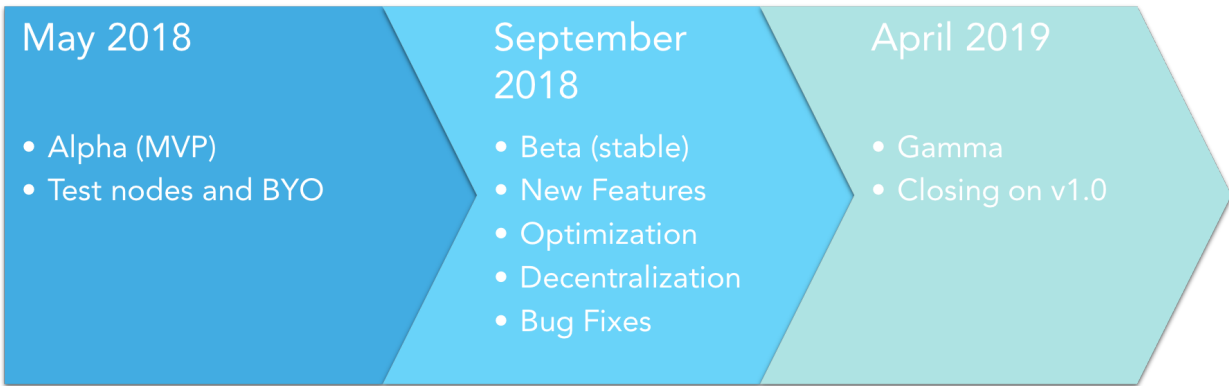 May 2018
• Alpha (MVP)
• Test nodes and BYO
September
2018
• Beta (stable)
• New Features
• Optimization
• Decentralization
• Bug Fixes
April 2019
• Gamma
• Closing on v1.0